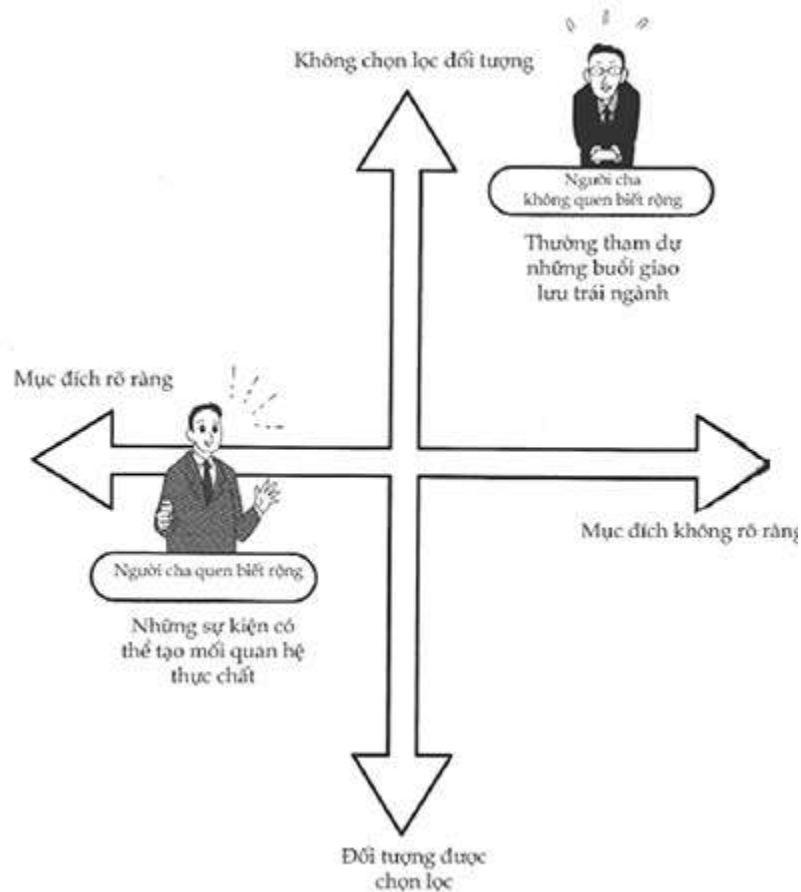 Không chọn lọc đối tượng
Người cha
không quen biết rộng
Thường tham dự
những buổi giao
lưu trái ngành
Mục đích rõ ràng
Mục đích không rõ ràng
Người cha quen biết rộng
Những sự kiện có
thể tạo mối quan hệ
thực chất
Đối tượng được
chọn lọc